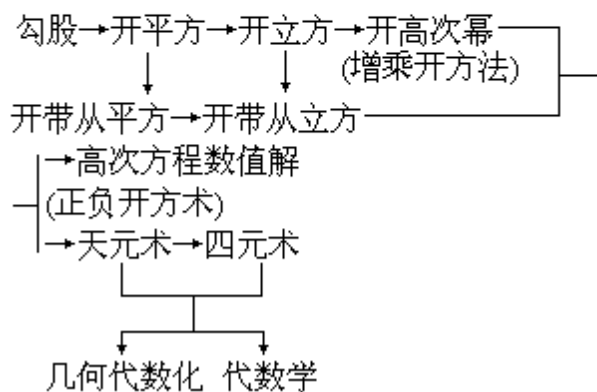 勾股→开平方→开立方→开高次幂
(增乘开方法)
开带从平方→开带从立方
→高次方程数值解
(正负开方术)
→天元术→四元术
几何代数化 代数学